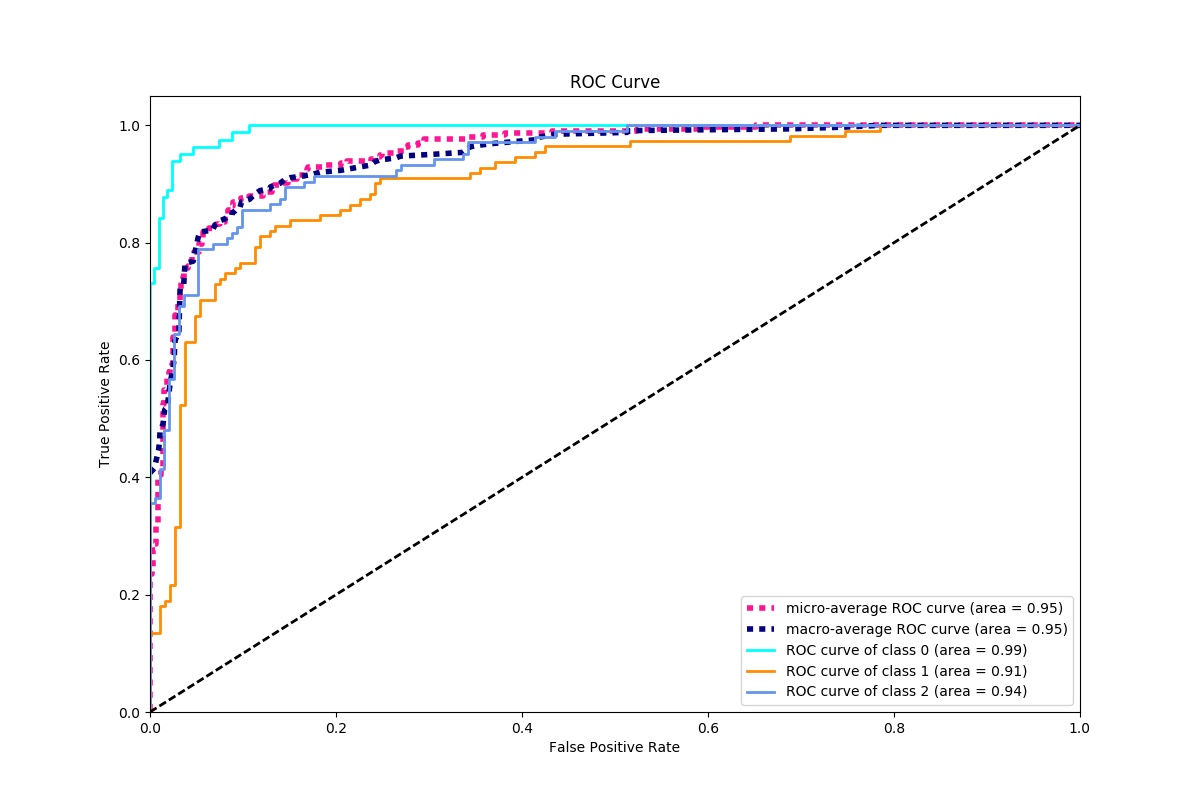 ROC Curve
1.0
0.8
0.6
0.4
0.2
0.0
True Positive Rate
micro-average ROC curve (area = 0.95)
macro-average ROC curve (area = 0.95)
ROC curve of class 0 (area = 0.99)
ROC curve of class 1 (area = 0.91)
ROC curve of class 2 (area = 0.94)
0.0 0.2 0.4 0.6 0.8 1.0
False Positive Rate